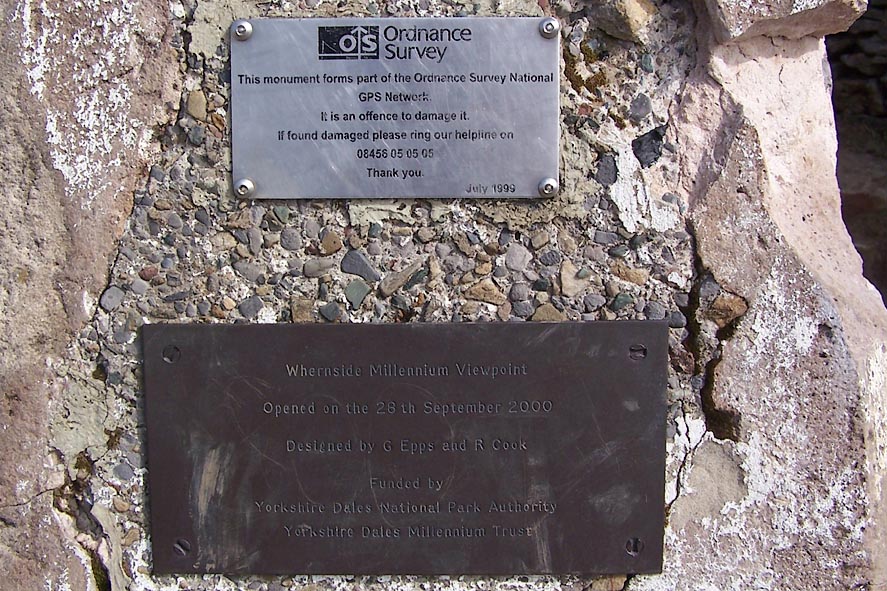 OS Ordnance
Survey
This monument forms part of the Ordnance Survey National
GPS Network.
It is an offence to damage it.
If found damaged please ring our helpline on
08456 05 05 05
Thank you.
July 1999
Whernside Millennium Viewpoint
Opened on the 28 th September 2000
Designed by G Epps and R Cook
Funded by
Yorkshire Dales National Park Authority
Yorkshire Dales Millennium Trust